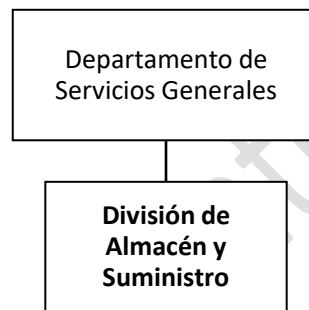 Departamento de
Servicios Generales
División de
Almacén y
Suministro